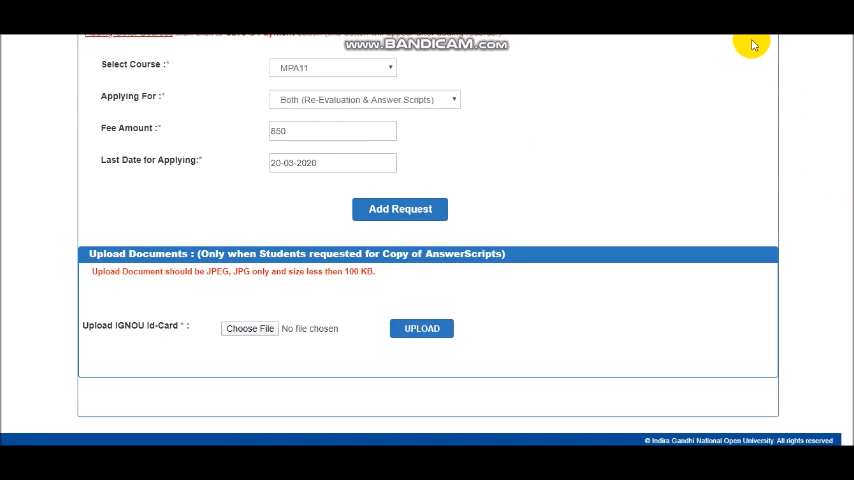 www.BANDICAM.com
Select Course :* MPA11
Applying For :* Both (Re-Evaluation & Answer Scripts)
Fee Amount :* 850
Last Date for Applying:* 20-03-2020
Add Request
Upload Documents : (Only when Students requested for Copy of AnswerScripts)
Upload Document should be JPEG, JPG only and size less then 100 KB.
Upload IGNOU Id-Card * : Choose File No file chosen UPLOAD
© Indira Gandhi National Open University. All rights reserved